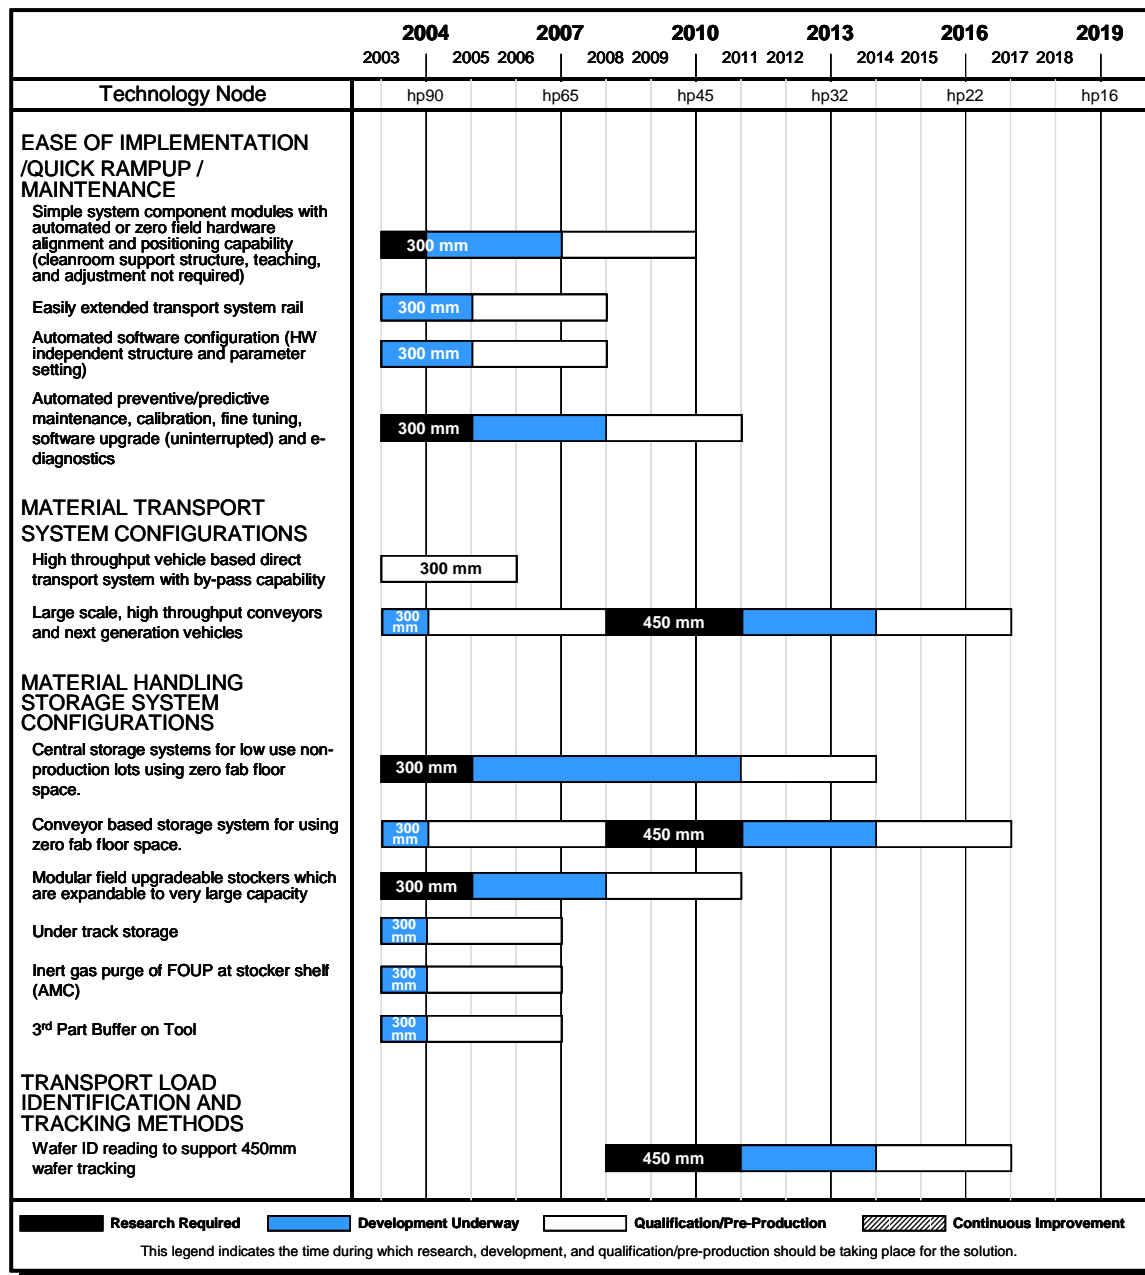 2004 2007 2010 2013 2016 2019
2003 2005 2006 2008 2009 2011 2012 2014 2015 2017 2018
Technology Node hp90 hp65 hp45 hp32 hp22 hp16
EASE OF IMPLEMENTATION
/QUICK RAMPUP /
MAINTENANCE
Simple system component modules with
automated or zero field hardware
alignment and positioning capability
(cleanroom support structure, teaching,
and adjustment not required)
300 mm
Easily extended transport system rail
300 mm
Automated software configuration (HW
independent structure and parameter
setting)
300 mm
Automated preventive/predictive
maintenance, calibration, fine tuning,
software upgrade (uninterrupted) and e-
diagnostics
300 mm
MATERIAL TRANSPORT
SYSTEM CONFIGURATIONS
High throughput vehicle based direct
transport system with by-pass capability
300 mm
Large scale, high throughput conveyors
and next generation vehicles
300
mm
450 mm
MATERIAL HANDLING
STORAGE SYSTEM
CONFIGURATIONS
Central storage systems for low use non-
production lots using zero fab floor
space.
300 mm
Conveyor based storage system for using
zero fab floor space.
300
mm
450 mm
Modular field upgradeable stockers which
are expandable to very large capacity
300 mm
Under track storage
300
mm
Inert gas purge of FOUP at stocker shelf
(AMC)
300
mm
3rd Part Buffer on Tool
300
mm
TRANSPORT LOAD
IDENTIFICATION AND
TRACKING METHODS
Wafer ID reading to support 450mm
wafer tracking
450 mm
Research Required Development Underway Qualification/Pre-Production Continuous Improvement
This legend indicates the time during which research, development, and qualification/pre-production should be taking place for the solution.